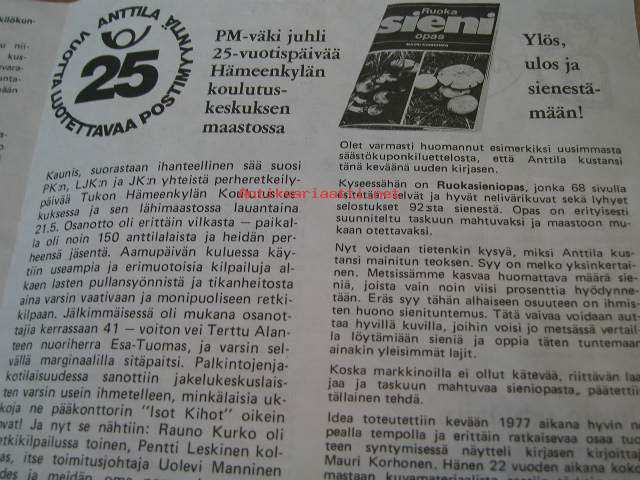 ANTTILA
25
VUOTTA LUOTETTAVAA POSTIMYYNTIÄ
PM-väki juhli
25-vuotispäivää
Hämeenkylän
koulutus-
keskuksen
maastossa
Kaunis, suorastaan ihanteellinen sää suosi
PK:n, LJK:n ja JK:n yhteistä perheretkeily-
päivää Tukon Hämeenkylän Koulutuskes-
kuksessa ja sen lähimaastossa lauantaina
21.5. Osanotto oli erittäin vilkasta — paikal-
la oli noin 150 anttilalaista ja heidän per-
heensä jäsentä. Aamupäivän kuluessa käy-
tiin useampia ja erimuotoisia kilpailuja al-
kaen lasten pullansyönnistä ja tikanheitosta
aina varsin vaativaan ja monipuoliseen retki-
kilpaan. Jälkimmäisessä oli mukana osanot-
tajia kerrassaan 41 — voiton vei Terttu Alan-
teen nuoriherra Esa-Tuomas, ja varsin sel-
vällä marginaalilla sitäpaitsi. Palkintojenja-
kotilaisuudessa sanottiin jakelukeskuslais-
ten varsin usein ihmetelleen, minkälaisia uk-
koja ne pääkonttorin "Isot Kihot" oikein
ovat! Ja nyt se nähtiin: Rauno Kurko oli
retkikilpailussa toinen, Pentti Leskinen kol-
mas, itse toimitusjohtaja Uolevi Manninen
Ruoka
sieni
opas
MAURI KORHONEN
Ylös,
ulos ja
sienestä-
mään!
Olet varmasti huomannut esimerkiksi uusimmasta
säästökuponkiluettelosta, että Anttila kustansi
tänä keväänä uuden kirjasen.
Kyseessähän on Ruokasieniopas, jonka 68 sivulla
esitetään selvät ja hyvät nelivärikuvat sekä lyhyet
selostukset 92:sta sienestä. Opas on erityisesti
suunniteltu taskuun mahtuvaksi ja maastoon mu-
kaan otettavaksi.
Nyt voidaan tietenkin kysyä, miksi Anttila kus-
tansi mainitun teoksen. Syy on melko yksinkertai-
nen. Metsissämme kasvaa huomattava määrä sie-
niä, joista vain noin viisi prosenttia hyödynne-
tään. Eräs syy tähän alhaiseen osuuteen on ihmis-
ten huono sienituntemus. Tätä vaivaa voidaan aut-
taa hyvillä kuvilla, joihin voisi jo metsässä vertail-
la löytämiään sieniä ja oppia täten tuntemaan
ainakin yleisimmät lajit.
Koska markkinoilla ei ollut kätevää, riittävän laa-
jaa ja taskuun mahtuvaa sieniopasta, päätettiin
tällainen tehdä.
Idea toteutettiin kevään 1977 aikana hyvin no-
pealla tempolla ja erittäin ratkaisevaa osaa tuo-
teen syntymisessä näytteli kirjasen kirjoittaja
Mauri Korhonen. Hänen 22 vuoden aikana koko-